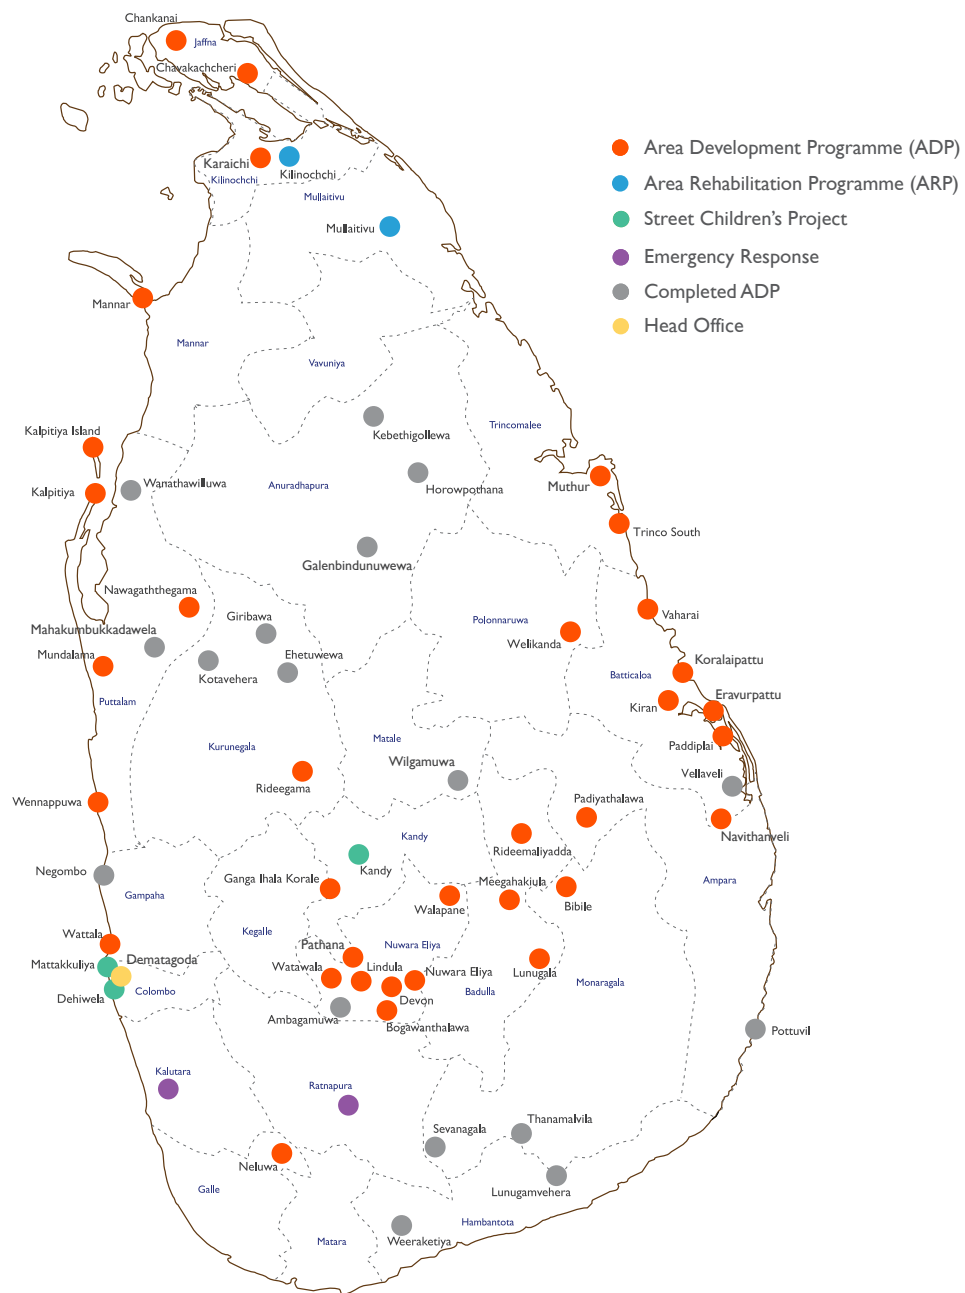 Chankanai
Jaffna
Chavakachcheri
Karaichi
Kilinochchi
Kilinochchi
Mullaitivu
Mullaitivu
Area Development Programme (ADP)
Area Rehabilitation Programme (ARP)
Street Children's Project
Emergency Response
Completed ADP
Head Office
Mannar
Mannar
Vavuniya
Kebethigollewa
Trincomalee
Kalpitiya Island
Kalpitiya
Wanathawilluwa
Anuradhapura
Horowpothana
Muthur
Trinco South
Galenbindunuwewa
Nawagaththegama
Giribawa
Mahakumbukkadawela
Mundalama
Kotavehera
Ehetuwewa
Polonnaruwa
Welikanda
Vaharai
Koralaipattu
Batticaloa
Kiran
Eravurpattu
Puttalam
Kurunegala
Matale
Paddiplai
Wilgamuwa
Vellaveli
Rideegama
Wennappuwa
Padiyathalawa
Navithanveli
Kandy
Rideemaliyadda
Negombo
Kandy
Ganga Ihala Korale
Meegahakiula
Ampara
Gampaha
Walapane
Bibile
Kegalle
Wattala
Pathana
Nuwara Eliya
Mattakkuliya
Dematagoda
Watawala
Lindula
Nuwara Eliya
Lunugala
Dehiwela
Colombo
Devon
Badulla
Monaragala
Ambagamuwa
Bogawanthalawa
Pottuvil
Kalutara
Ratnapura
Sevanagala
Thanamalvila
Neluwa
Galle
Lunugamvehera
Hambantota
Matara
Weeraketiya